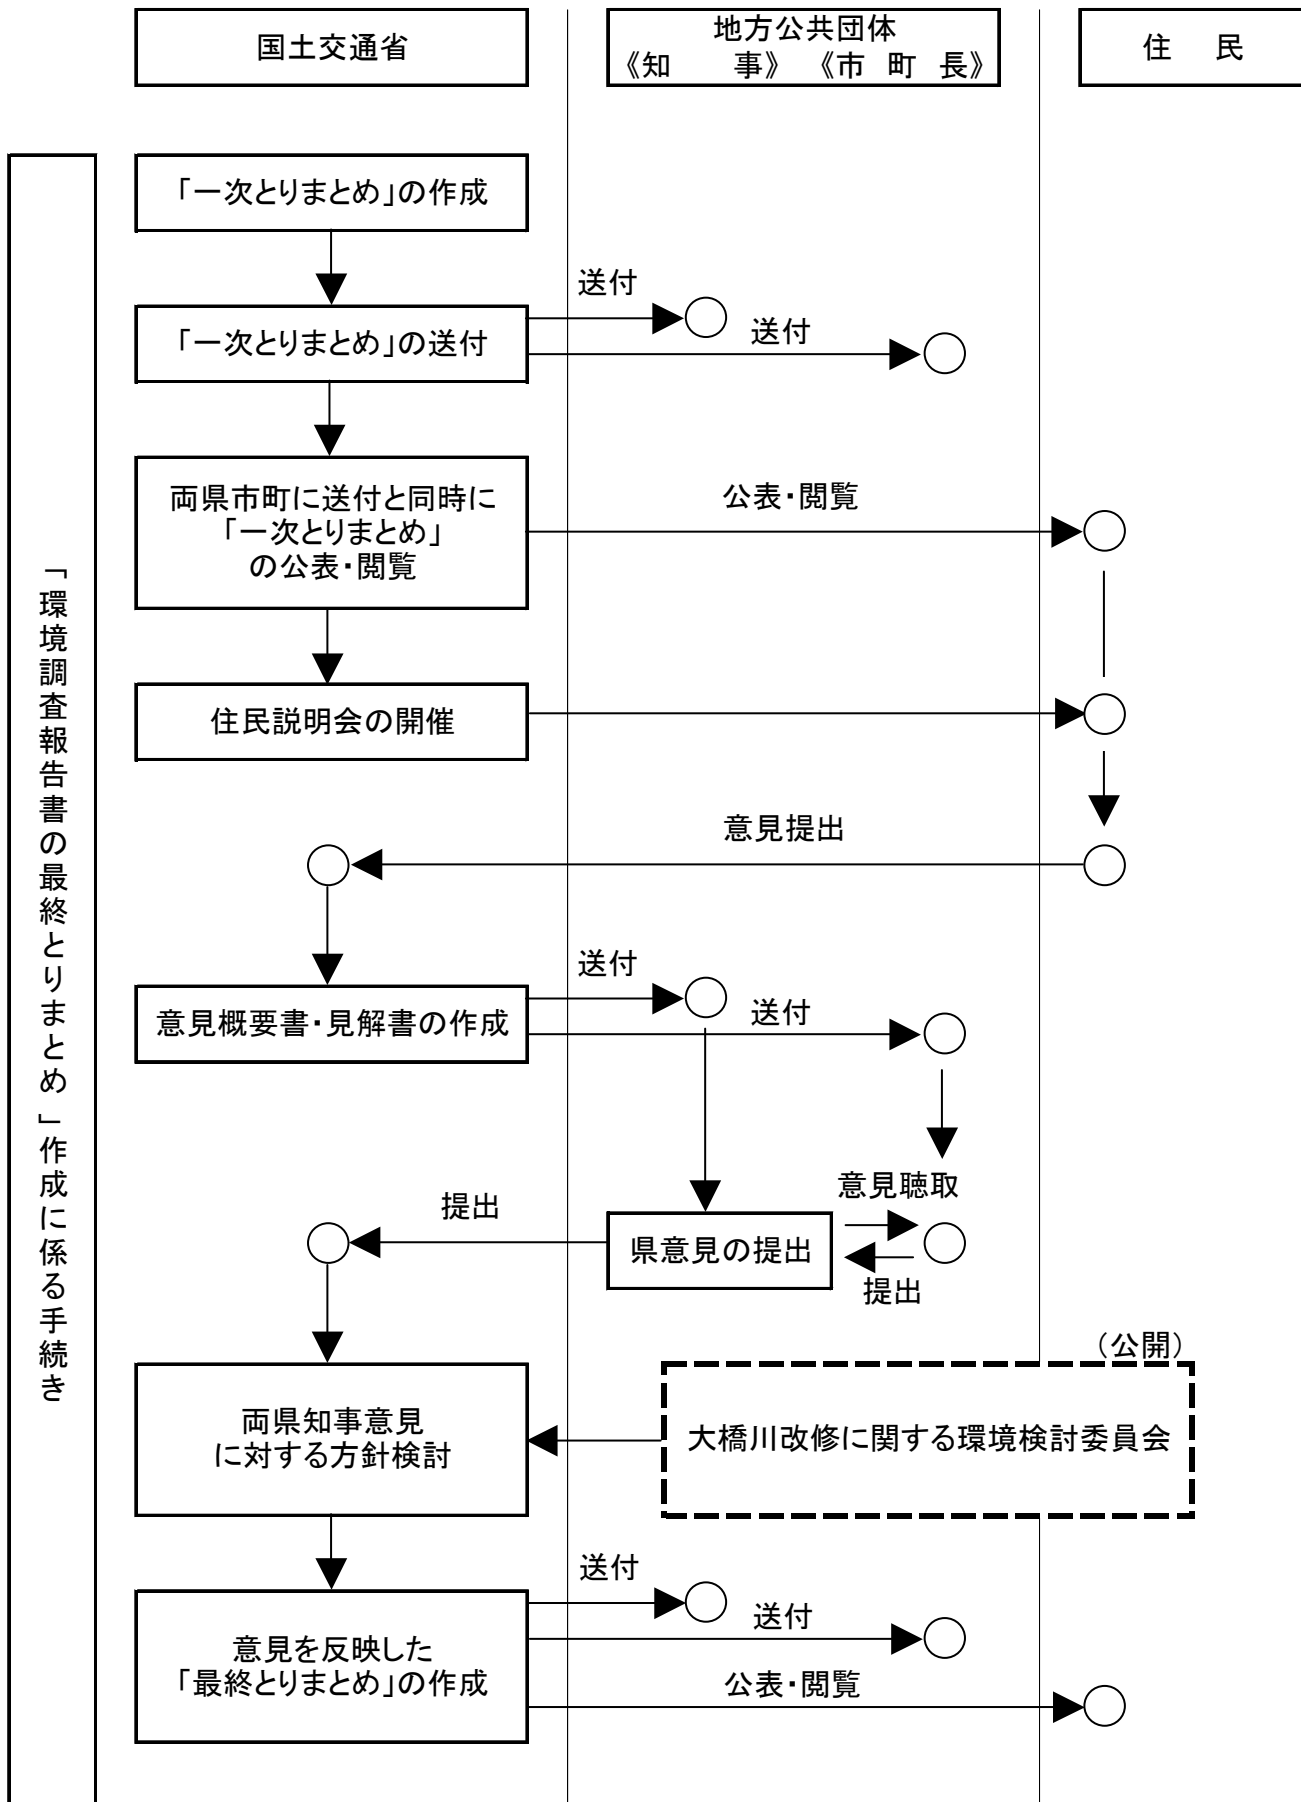 国土交通省
地方公共団体
《知　　事》　《市　町　長》
住　民
「環境調査報告書の最終とりまとめ」作成に係る手続き
「一次とりまとめ」の作成
送付
「一次とりまとめ」の送付
送付
両県市町に送付と同時に
「一次とりまとめ」
の公表・閲覧
公表・閲覧
住民説明会の開催
意見提出
送付
意見概要書・見解書の作成
送付
意見聴取
提出
県意見の提出
提出
（公開）
両県知事意見
に対する方針検討
大橋川改修に関する環境検討委員会
送付
送付
意見を反映した
「最終とりまとめ」の作成
公表・閲覧